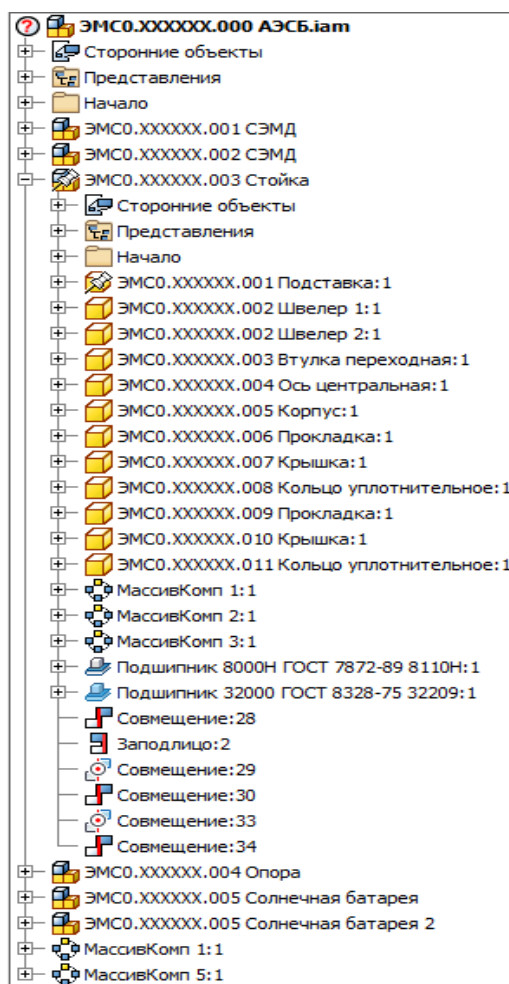 ЭМС0.XXXXXX.000 АЭСБ.iam
Сторонние объекты
Представления
Начало
ЭМС0.XXXXXX.001 СЭМД
ЭМС0.XXXXXX.002 СЭМД
ЭМС0.XXXXXX.003 Стойка
Сторонние объекты
Представления
Начало
ЭМС0.XXXXXX.001 Подставка:1
ЭМС0.XXXXXX.002 Швелер 1:1
ЭМС0.XXXXXX.002 Швелер 2:1
ЭМС0.XXXXXX.003 Втулка переходная:1
ЭМС0.XXXXXX.004 Ось центральная:1
ЭМС0.XXXXXX.005 Корпус:1
ЭМС0.XXXXXX.006 Прокладка:1
ЭМС0.XXXXXX.007 Крышка:1
ЭМС0.XXXXXX.008 Кольцо уплотнительное:1
ЭМС0.XXXXXX.009 Прокладка:1
ЭМС0.XXXXXX.010 Крышка:1
ЭМС0.XXXXXX.011 Кольцо уплотнительное:1
МассивКомп 1:1
МассивКомп 2:1
МассивКомп 3:1
Подшипник 8000Н ГОСТ 7872-89 8110Н:1
Подшипник 32000 ГОСТ 8328-75 32209:1
Совмещение:28
Заподлицо:2
Совмещение:29
Совмещение:30
Совмещение:33
Совмещение:34
ЭМС0.XXXXXX.004 Опора
ЭМС0.XXXXXX.005 Солнечная батарея
ЭМС0.XXXXXX.005 Солнечная батарея 2
МассивКомп 1:1
МассивКомп 5:1